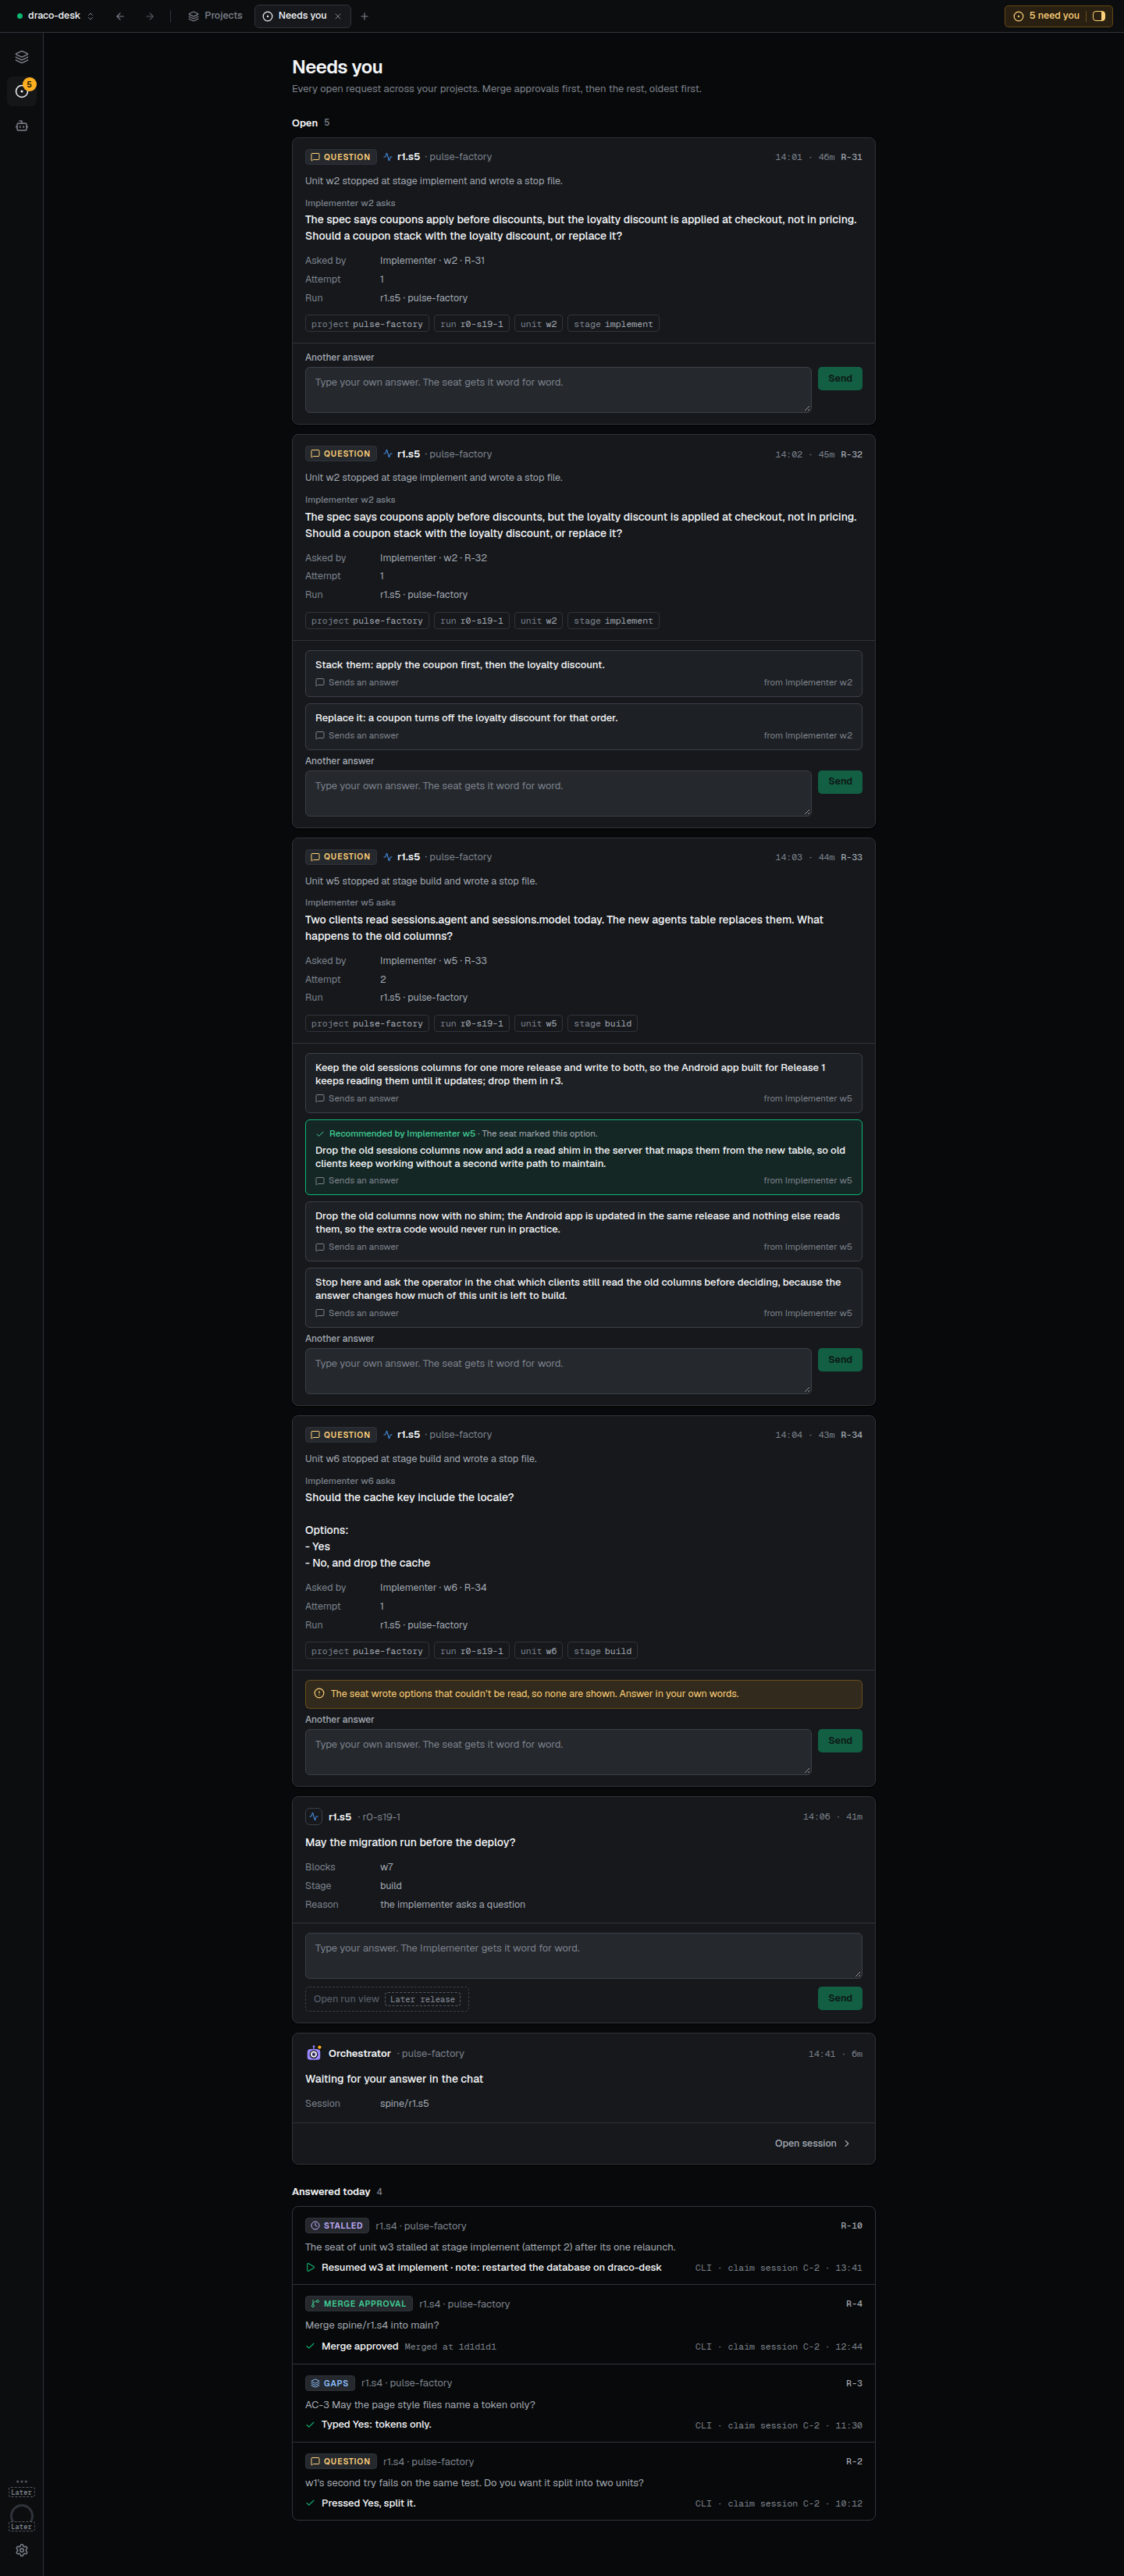 draco-desk
Projects
Needs you
5 need you
5
Needs you
Every open request across your projects. Merge approvals first, then the rest, oldest first.
Open 5
QUESTION r1.s5 · pulse-factory 14:01 · 46m R-31
Unit w2 stopped at stage implement and wrote a stop file.
Implementer w2 asks
The spec says coupons apply before discounts, but the loyalty discount is applied at checkout, not in pricing.
Should a coupon stack with the loyalty discount, or replace it?
Asked by Implementer · w2 · R-31
Attempt 1
Run r1.s5 · pulse-factory
project pulse-factory run r0-s19-1 unit w2 stage implement
Another answer
Type your own answer. The seat gets it word for word.
Send
QUESTION r1.s5 · pulse-factory 14:02 · 45m R-32
Unit w2 stopped at stage implement and wrote a stop file.
Implementer w2 asks
The spec says coupons apply before discounts, but the loyalty discount is applied at checkout, not in pricing.
Should a coupon stack with the loyalty discount, or replace it?
Asked by Implementer · w2 · R-32
Attempt 1
Run r1.s5 · pulse-factory
project pulse-factory run r0-s19-1 unit w2 stage implement
Stack them: apply the coupon first, then the loyalty discount.
Sends an answer from Implementer w2
Replace it: a coupon turns off the loyalty discount for that order.
Sends an answer from Implementer w2
Another answer
Type your own answer. The seat gets it word for word.
Send
QUESTION r1.s5 · pulse-factory 14:03 · 44m R-33
Unit w5 stopped at stage build and wrote a stop file.
Implementer w5 asks
Two clients read sessions.agent and sessions.model today. The new agents table replaces them. What
happens to the old columns?
Asked by Implementer · w5 · R-33
Attempt 2
Run r1.s5 · pulse-factory
project pulse-factory run r0-s19-1 unit w5 stage build
Keep the old sessions columns for one more release and write to both, so the Android app built for Release 1
keeps reading them until it updates; drop them in r3.
Sends an answer from Implementer w5
Recommended by Implementer w5 · The seat marked this option.
Drop the old sessions columns now and add a read shim in the server that maps them from the new table, so old
clients keep working without a second write path to maintain.
Sends an answer from Implementer w5
Drop the old columns now with no shim; the Android app is updated in the same release and nothing else reads
them, so the extra code would never run in practice.
Sends an answer from Implementer w5
Stop here and ask the operator in the chat which clients still read the old columns before deciding, because the
answer changes how much of this unit is left to build.
Sends an answer from Implementer w5
Another answer
Type your own answer. The seat gets it word for word.
Send
QUESTION r1.s5 · pulse-factory 14:04 · 43m R-34
Unit w6 stopped at stage build and wrote a stop file.
Implementer w6 asks
Should the cache key include the locale?
Options:
- Yes
- No, and drop the cache
Asked by Implementer · w6 · R-34
Attempt 1
Run r1.s5 · pulse-factory
project pulse-factory run r0-s19-1 unit w6 stage build
The seat wrote options that couldn't be read, so none are shown. Answer in your own words.
Another answer
Type your own answer. The seat gets it word for word.
Send
r1.s5 · r0-s19-1 14:06 · 41m
May the migration run before the deploy?
Blocks w7
Stage build
Reason the implementer asks a question
Type your answer. The Implementer gets it word for word.
Open run view Later release
Send
Orchestrator · pulse-factory 14:41 · 6m
Waiting for your answer in the chat
Session spine/r1.s5
Open session
Answered today 4
STALLED r1.s4 · pulse-factory R-10
The seat of unit w3 stalled at stage implement (attempt 2) after its one relaunch.
Resumed w3 at implement · note: restarted the database on draco-desk CLI · claim session C-2 · 13:41
MERGE APPROVAL r1.s4 · pulse-factory R-4
Merge spine/r1.s4 into main?
Merge approved Merged at 1d1d1d1 CLI · claim session C-2 · 12:44
GAPS r1.s4 · pulse-factory R-3
AC-3 May the page style files name a token only?
Typed Yes: tokens only. CLI · claim session C-2 · 11:30
QUESTION r1.s4 · pulse-factory R-2
w1's second try fails on the same test. Do you want it split into two units?
Pressed Yes, split it. CLI · claim session C-2 · 10:12
Later
Later